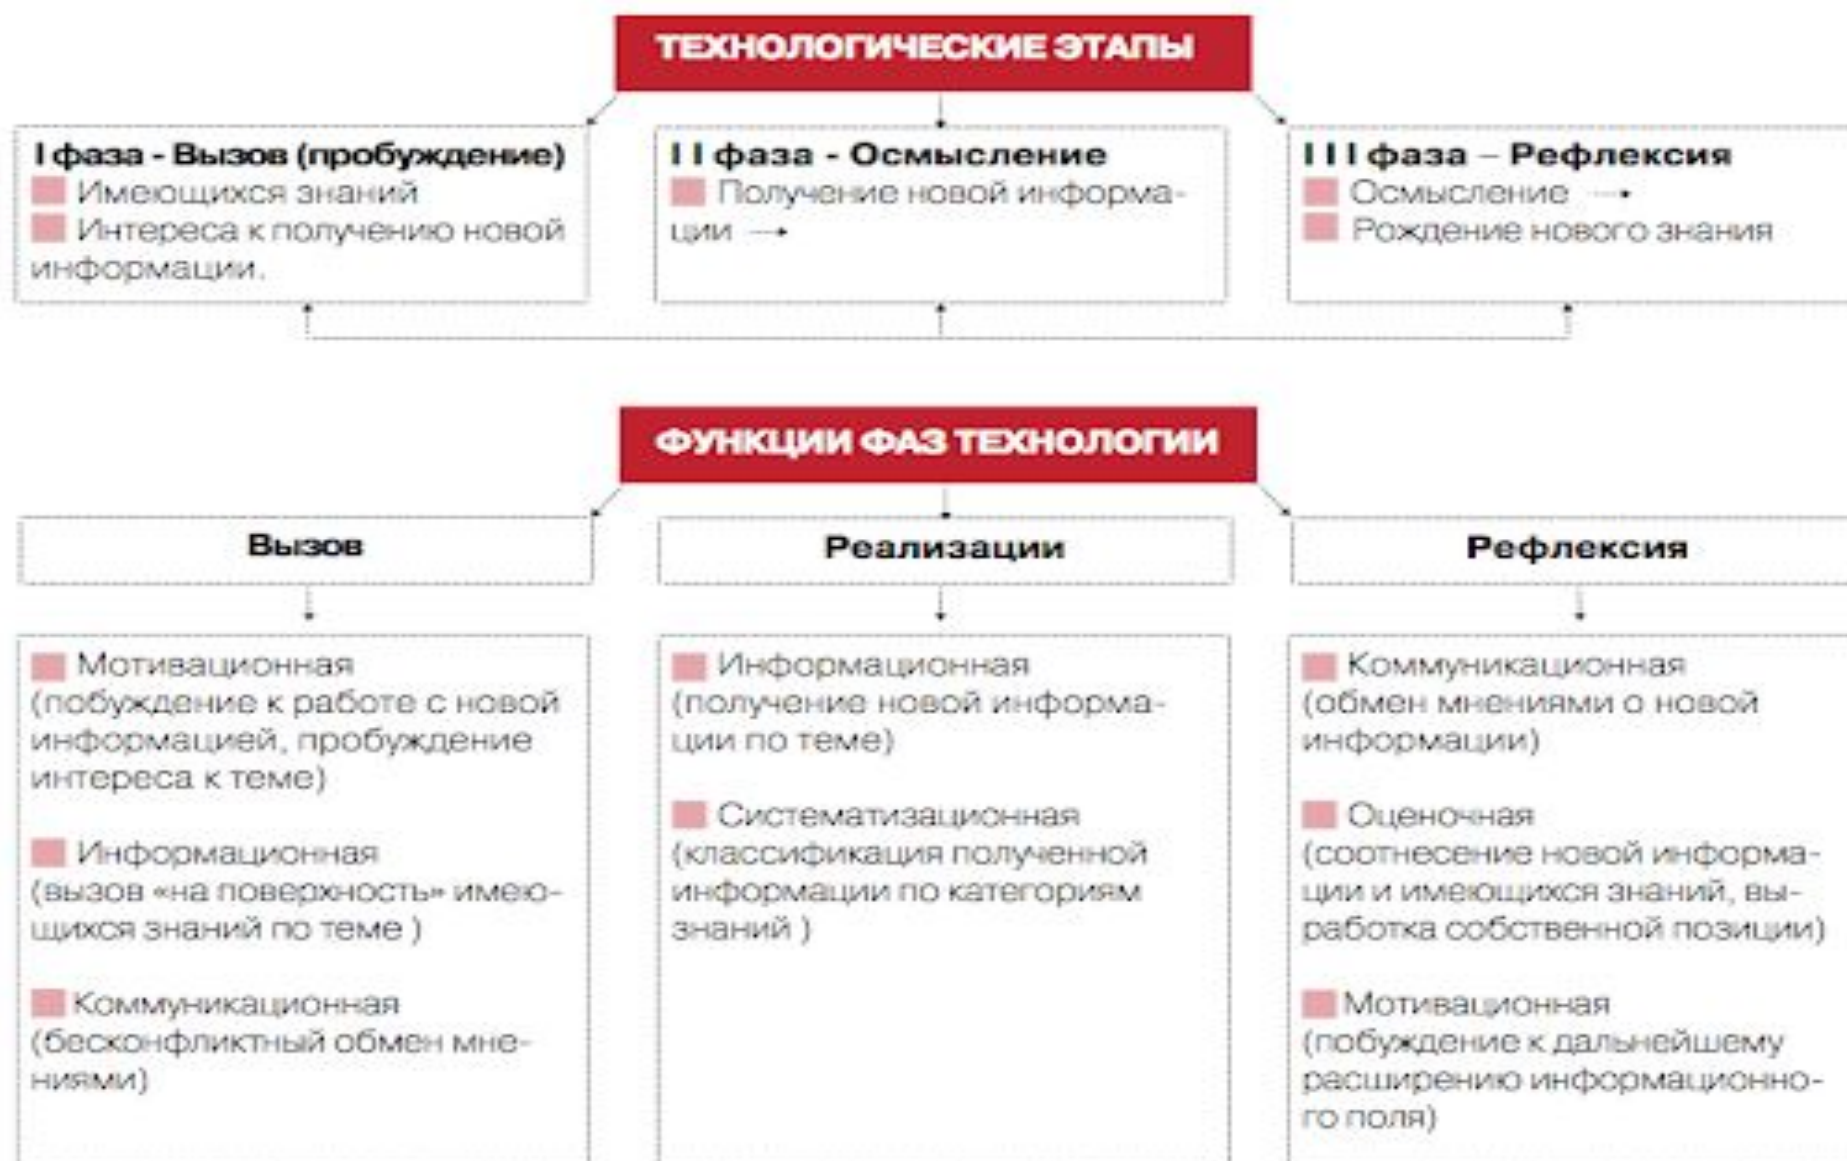 ТЕХНОЛОГИЧЕСКИЕ ЭТАПЫ
I фаза - Вызов (пробуждение)
Имеющихся знаний
Интереса к получению новой
информации.
I I фаза - Осмысление
Получение новой информа-
ции →
I I I фаза – Рефлексия
Осмысление →
Рождение нового знания
ФУНКЦИИ ФАЗ ТЕХНОЛОГИИ
Вызов
Мотивационная
(побуждение к работе с новой
информацией, пробуждение
интереса к теме)
Информационная
(вызов «на поверхность» имею-
щихся знаний по теме )
Коммуникационная
(бесконфликтный обмен мне-
ниями)
Реализации
Информационная
(получение новой информа-
ции по теме)
Систематизационная
(классификация полученной
информации по категориям
знаний )
Рефлексия
Коммуникационная
(обмен мнениями о новой
информации)
Оценочная
(соотнесение новой информа-
ции и имеющихся знаний, вы-
работка собственной позиции)
Мотивационная
(побуждение к дальнейшему
расширению информационно-
го поля)